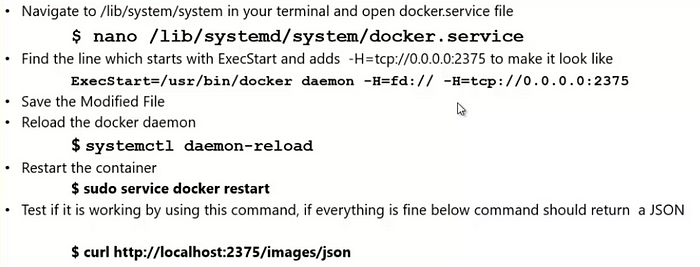 • Navigate to /lib/system/system in your terminal and open docker.service file
$ nano /lib/systemd/system/docker.service
• Find the line which starts with ExecStart and adds -H=tcp://0.0.0.0:2375 to make it look like
ExecStart=/usr/bin/docker daemon -H=fd:// -H=tcp://0.0.0.0:2375
• Save the Modified File
• Reload the docker daemon
$ systemctl daemon-reload
• Restart the container
$ sudo service docker restart
• Test if it is working by using this command, if everything is fine below command should return a JSON
$ curl http://localhost:2375/images/json